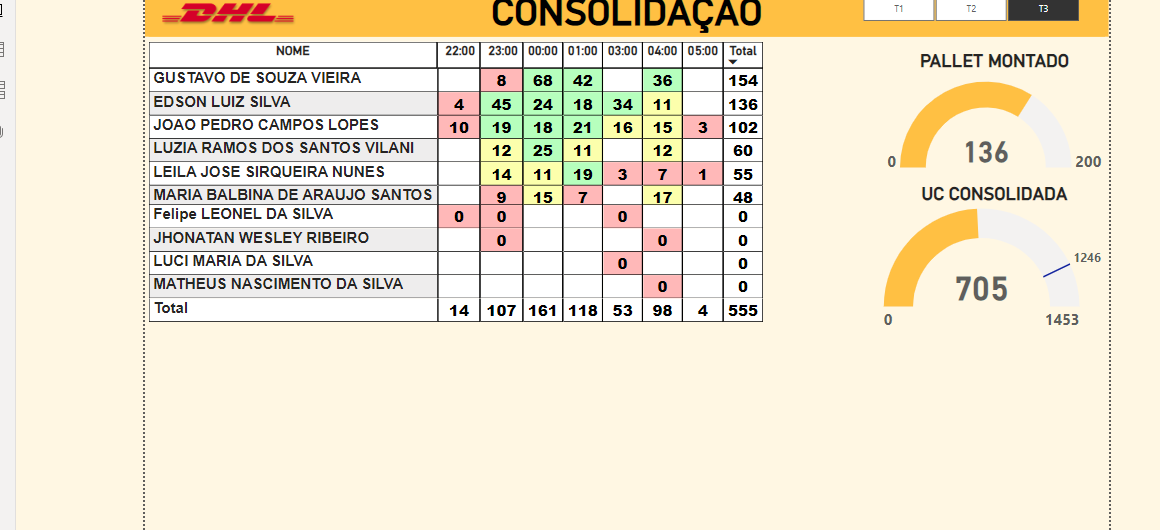 DHL
CONSOLIDAÇAO
T1 T2 T3
NOME 22:00 23:00 00:00 01:00 03:00 04:00 05:00 Total
GUSTAVO DE SOUZA VIEIRA 8 68 42 36 154
EDSON LUIZ SILVA 4 45 24 18 34 11 136
JOAO PEDRO CAMPOS LOPES 10 19 18 21 16 15 3 102
LUZIA RAMOS DOS SANTOS VILANI 12 25 11 12 60
LEILA JOSE SIRQUEIRA NUNES 14 11 19 3 7 1 55
MARIA BALBINA DE ARAUJO SANTOS 9 15 7 17 48
Felipe LEONEL DA SILVA 0 0 0 0
JHONATAN WESLEY RIBEIRO 0 0 0
LUCI MARIA DA SILVA 0 0
MATHEUS NASCIMENTO DA SILVA 0 0
Total 14 107 161 118 53 98 4 555
PALLET MONTADO
136
0 200
UC CONSOLIDADA
1246
705
0 1453